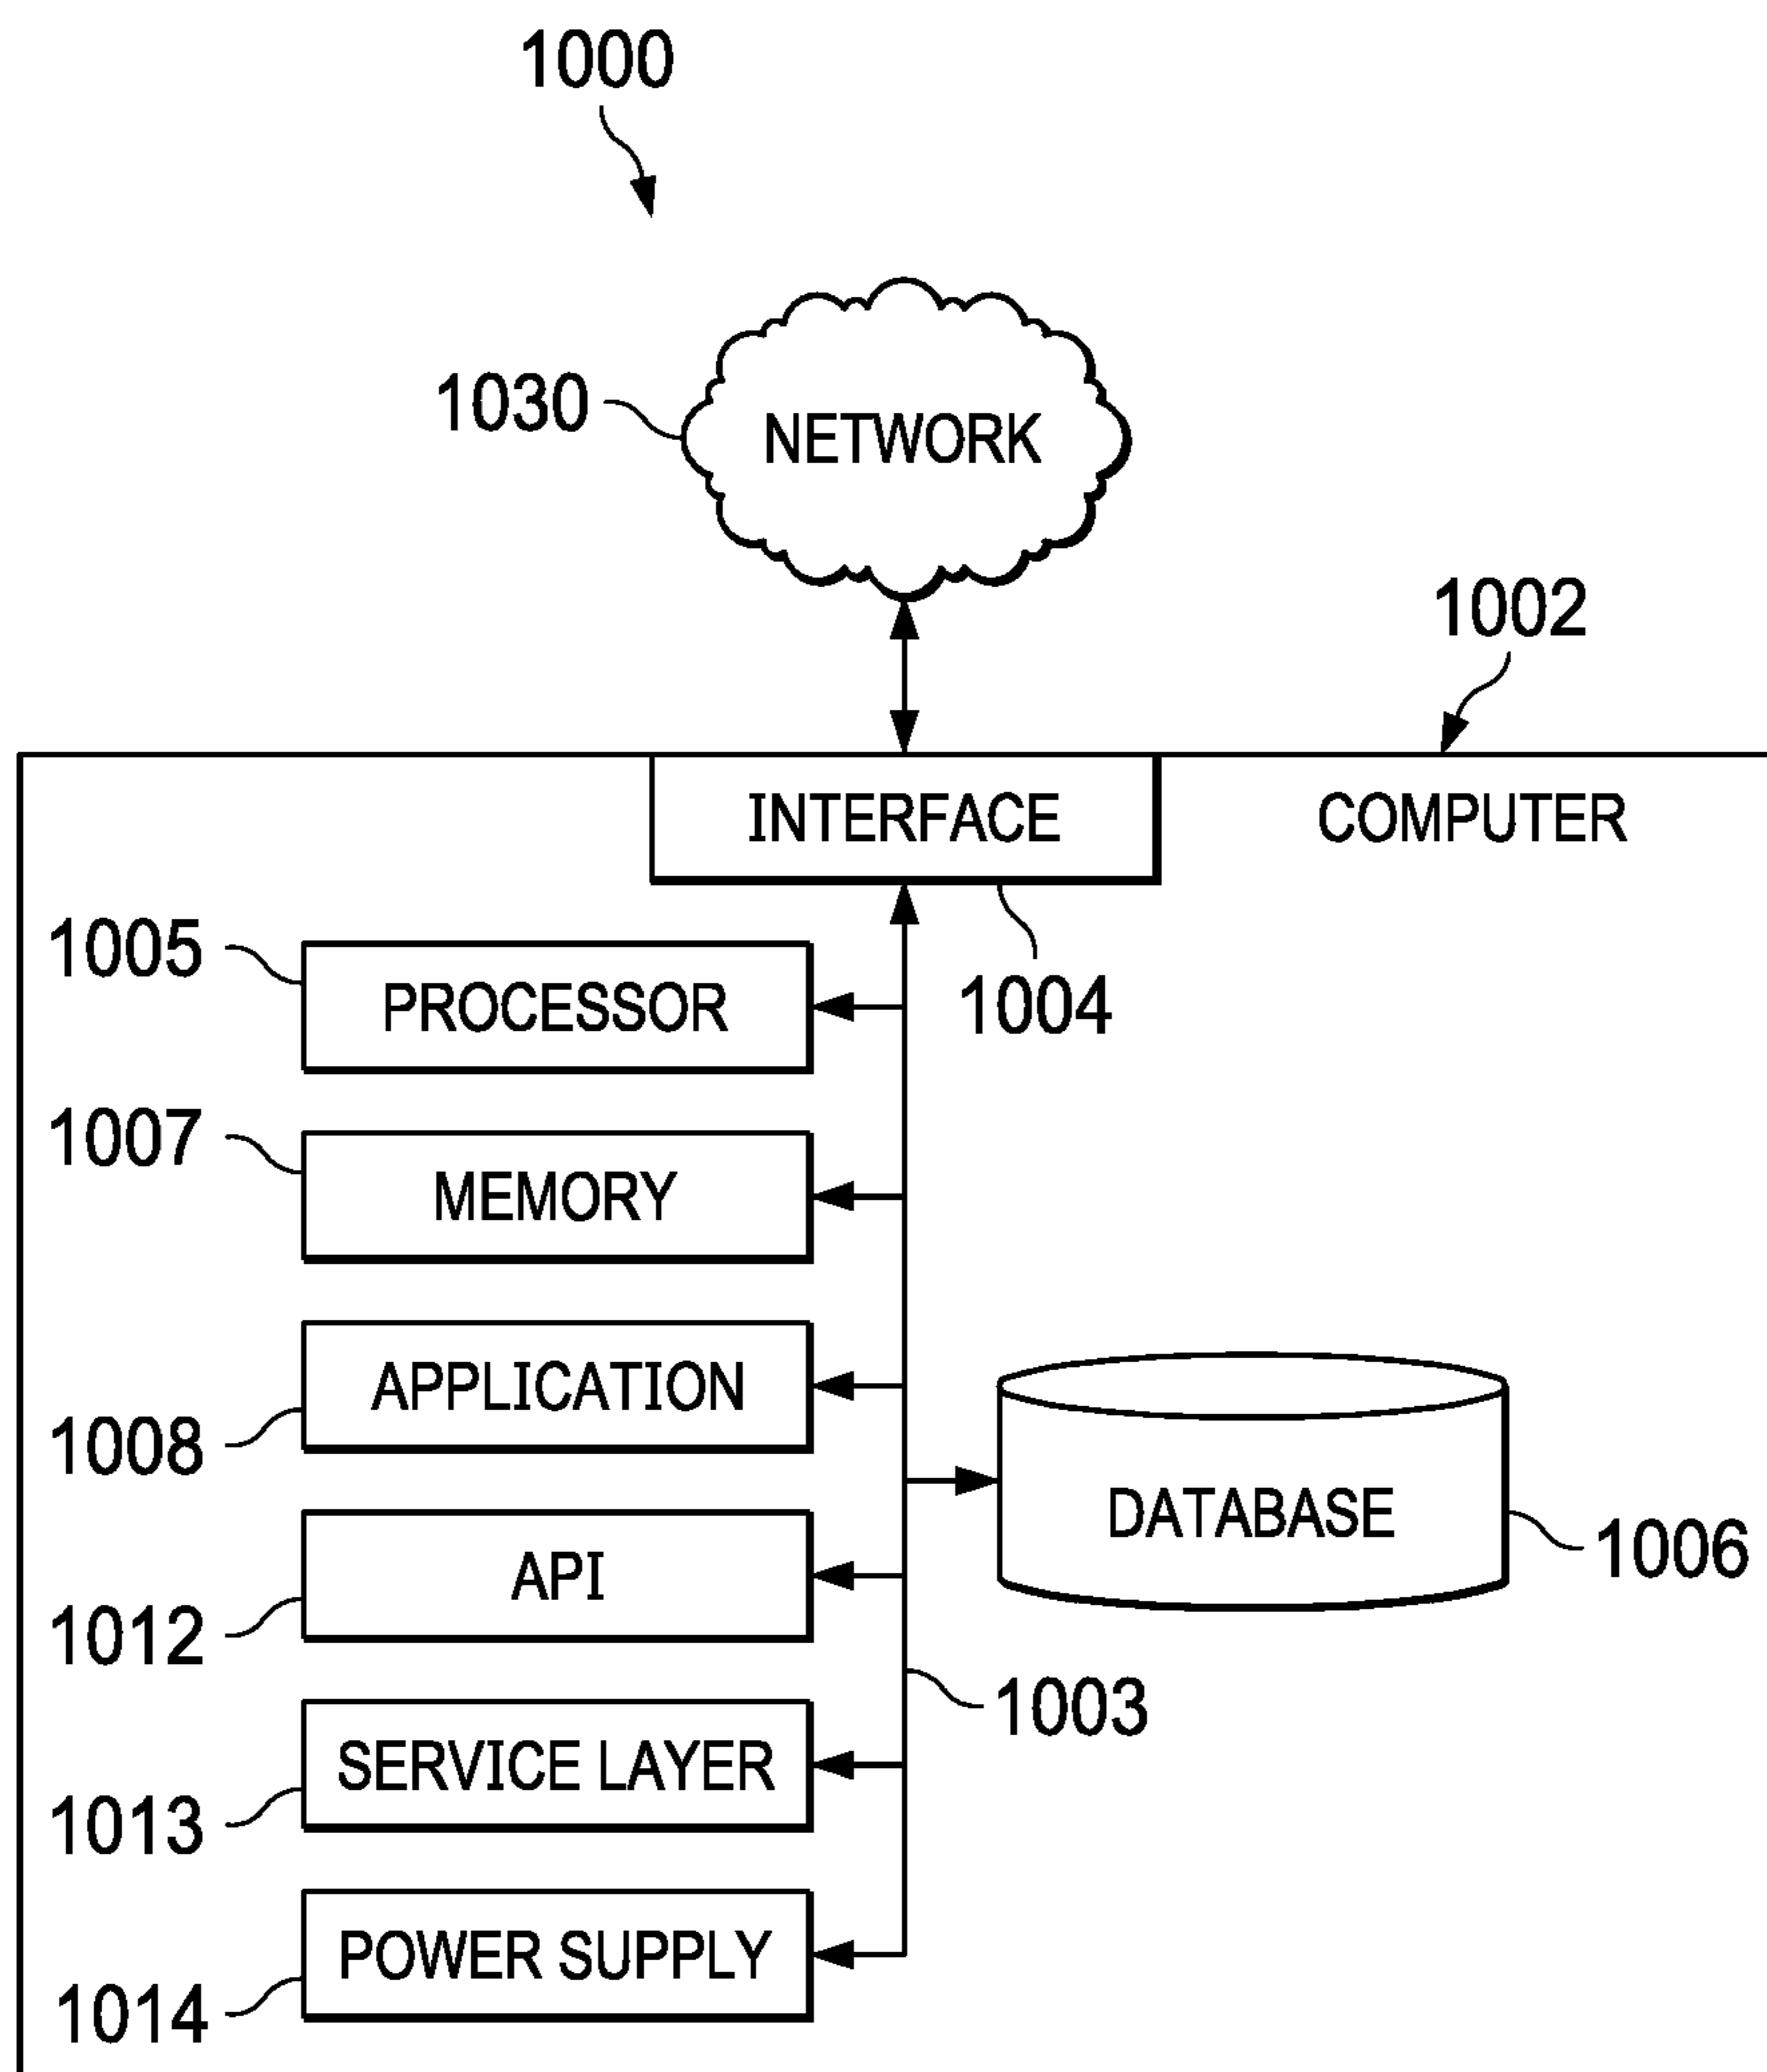 1000
1030
NETWORK
1002
INTERFACE
COMPUTER
1005
PROCESSOR
1004
1007
MEMORY
APPLICATION
1008
DATABASE
1006
API
1012
1003
SERVICE LAYER
1013
POWER SUPPLY
1014